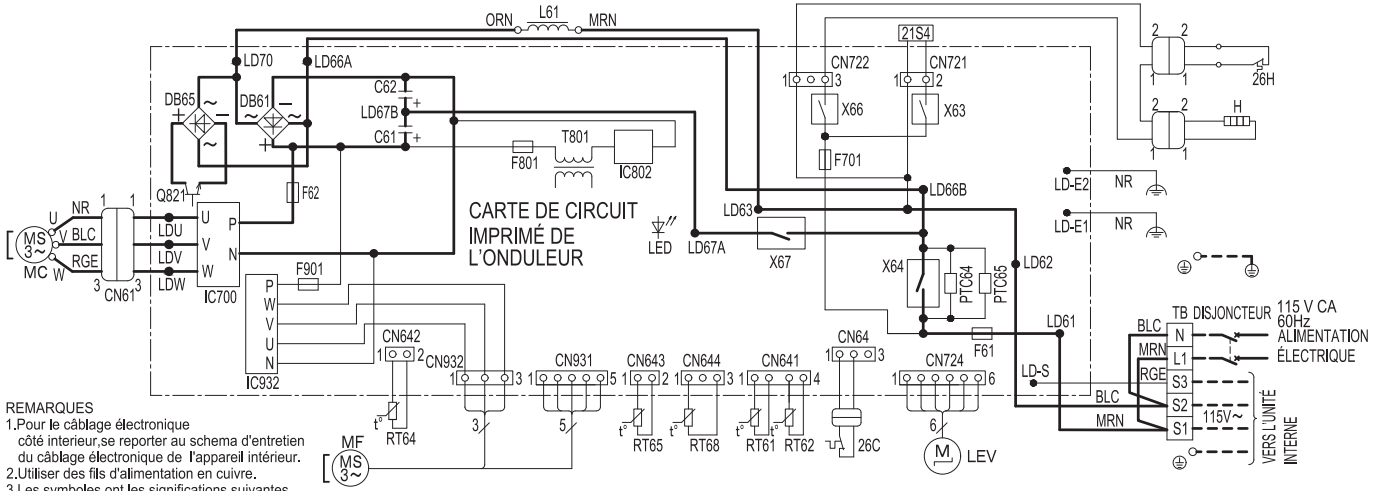 ORN L61 MRN
LD70 LD66A
DB65 DB61
~ ~
+ − − ~
~ +
C62
+
LD67B
C61
+
21S4
CN722 CN721
1 3 1 2
X66 X63
F701
2 2
1 1
26H
2 2
H
1 1
T801
F801 IC802
Q821
F62
CARTE DE CIRCUIT
IMPRIMÉ DE
L'ONDULEUR
LED
LD66B
LD63
LD67A X67
LD62
X64 PTC64 PTC65
LD61
F61
LD-E2 NR
LD-E1 NR
MS
3~
MC
U NR
V BLC
W RGE
1 1
3 3
CN61
LDU
LDV
LDW
U P
V N
W
IC700
F901
P
W
V
U
N
IC932
CN642
1 2
t°
RT64
CN932
1 3
3
CN931
1 5
5
MF
MS
3~
CN643
1 2
t°
RT65
CN644
1 3
t°
RT68
CN641
1 4
t° t°
RT61 RT62
CN64
1 3
26C
CN724
1 6
6
M LEV
LD-S
TB DISJONCTEUR 115 V CA
60Hz
ALIMENTATION
ÉLECTRIQUE
BLC N
MRN L1
RGE S3
BLC S2
MRN S1
115V~
VERS L'UNITÉ
INTERNE
REMARQUES
1.Pour le câblage électronique
côté interieur,se reporter au schema d'entretien
du câblage électronique de l'appareil intérieur.
2.Utiliser des fils d'alimentation en cuivre.
3.Les symboles ont les significations suivantes